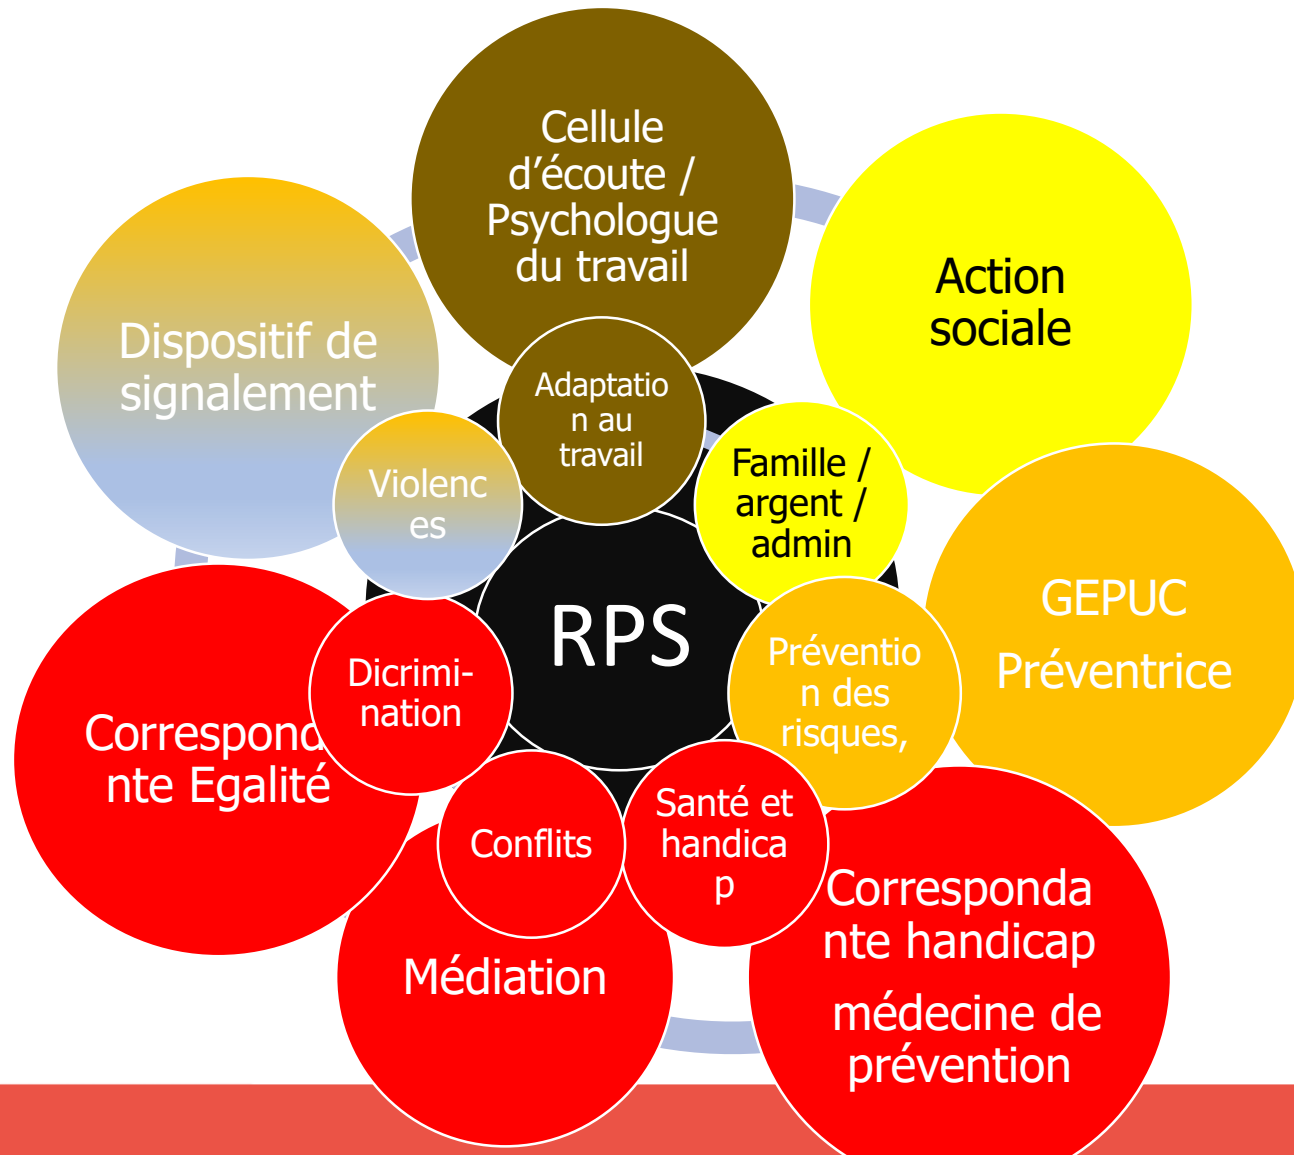 Cellule
d'écoute /
Psychologue
du travail
Action
sociale
Dispositif de
signalement
Adaptatio
n au
travail
Famille /
argent /
admin
Violenc
es
GEPUC
Préventrice
RPS
Préventio
n des
risques,
Dicrimi-
nation
Correspond
nte Egalité
Conflits
Santé et
handica
p
Médiation
Corresponda
nte handicap
médecine de
prévention